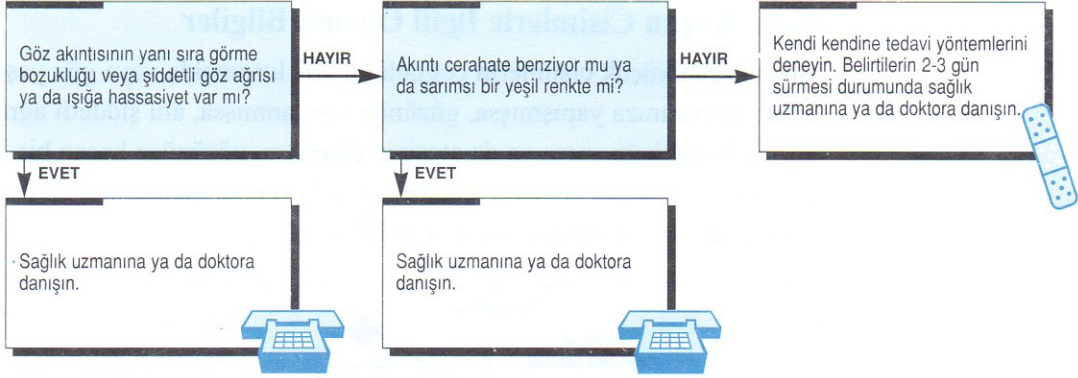 Göz akıntısının yanı sıra görme
bozukluğu veya şiddetli göz ağrısı
ya da ışığa hassasiyet var mı?
HAYIR
Akıntı cerahate benziyor mu ya
da sarımsı bir yeşil renkte mi?
HAYIR
Kendi kendine tedavi yöntemlerini
deneyin. Belirtilerin 2-3 gün
sürmesi durumunda sağlık
uzmanına ya da doktora danışın.
EVET
EVET
Sağlık uzmanına ya da doktora
danışın.
Sağlık uzmanına ya da doktora
danışın.